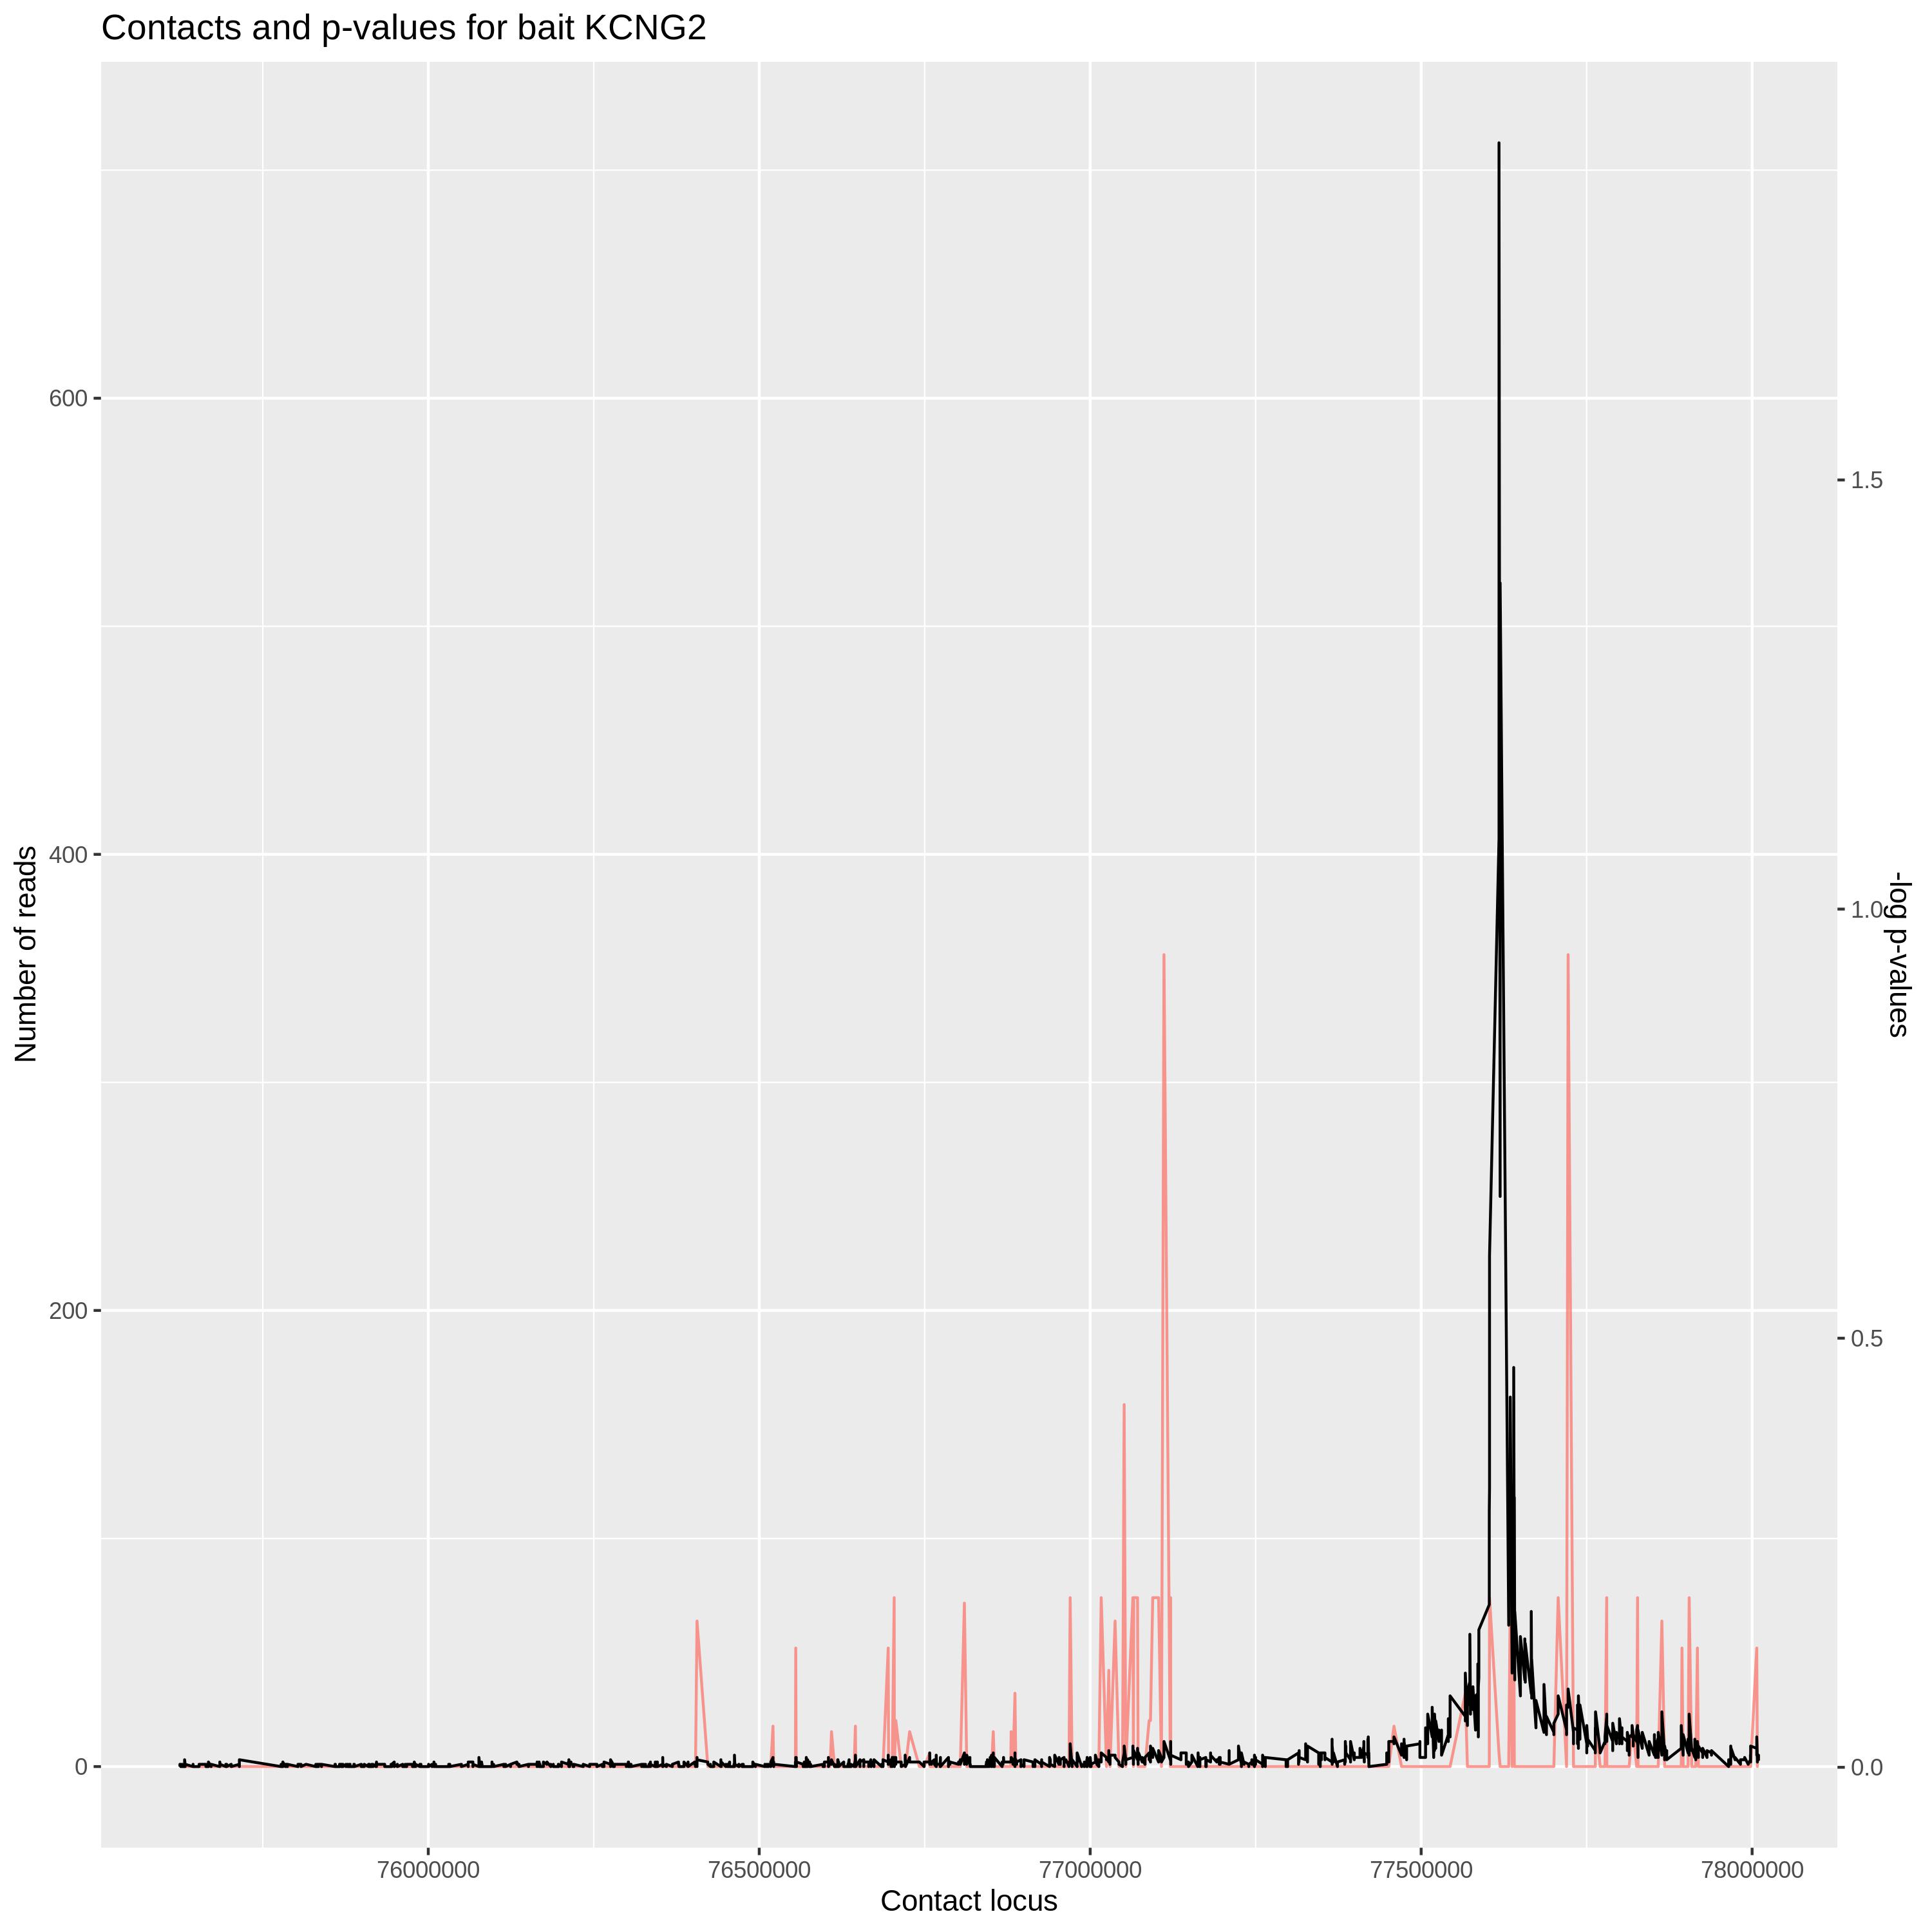 Contacts and p-values for bait KCNG2
600
400
200
0
Number of reads
1.5
1.0
0.5
0.0
-log p-values
76000000 76500000 77000000 77500000 78000000
Contact locus